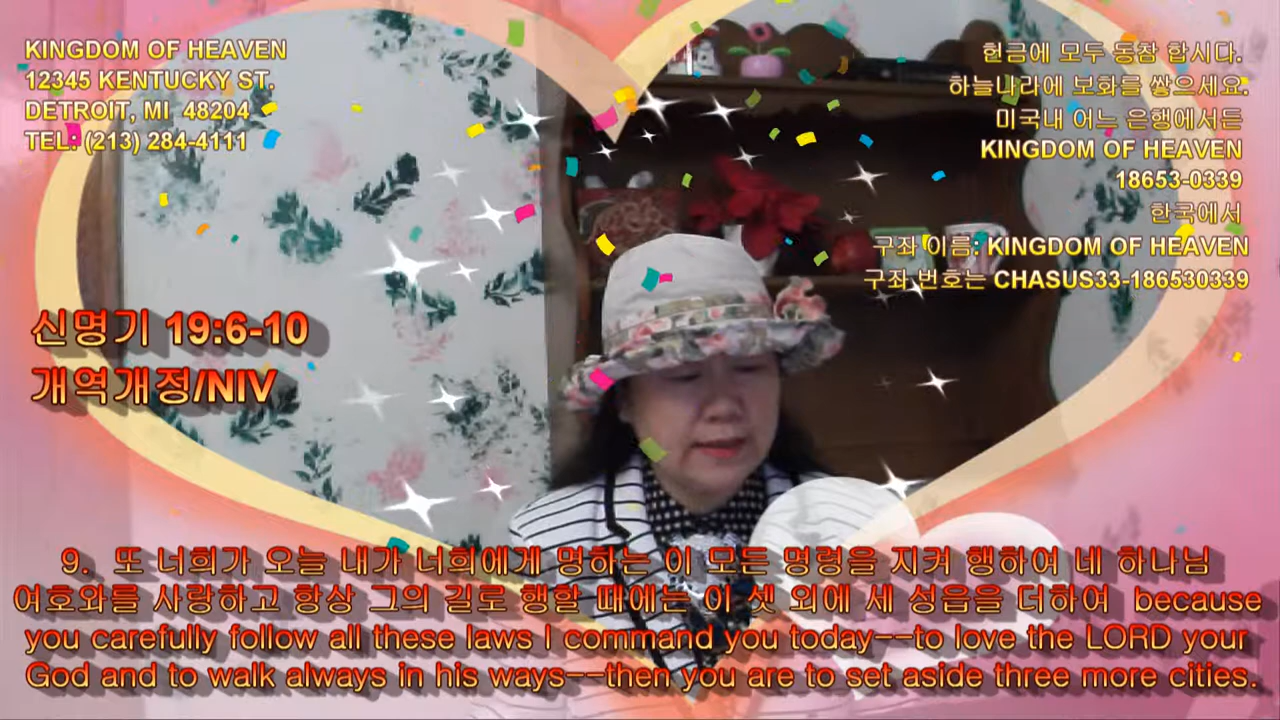 KINGDOM OF HEAVEN
12345 KENTUCKY ST.
DETROIT, MI 48204
TEL: (213) 284-4111
헌금에 모두 동참 합시다.
하늘나라에 보화를 쌓으세요.
미국내 어느 은행에서든
KINGDOM OF HEAVEN
18653-0339
한국에서
구좌 이름: KINGDOM OF HEAVEN
구좌 번호는 CHASUS33-186530339
신명기 19:6-10
개역개정/NIV
9. 또 너희가 오늘 내가 너희에게 명하는 이 모든 명령을 지켜 행하여 네 하나님
여호와를 사랑하고 항상 그의 길로 행할 때에는 이 셋 외에 세 성읍을 더하여 because
you carefully follow all these laws I command you today--to love the LORD your
God and to walk always in his ways--then you are to set aside three more cities.